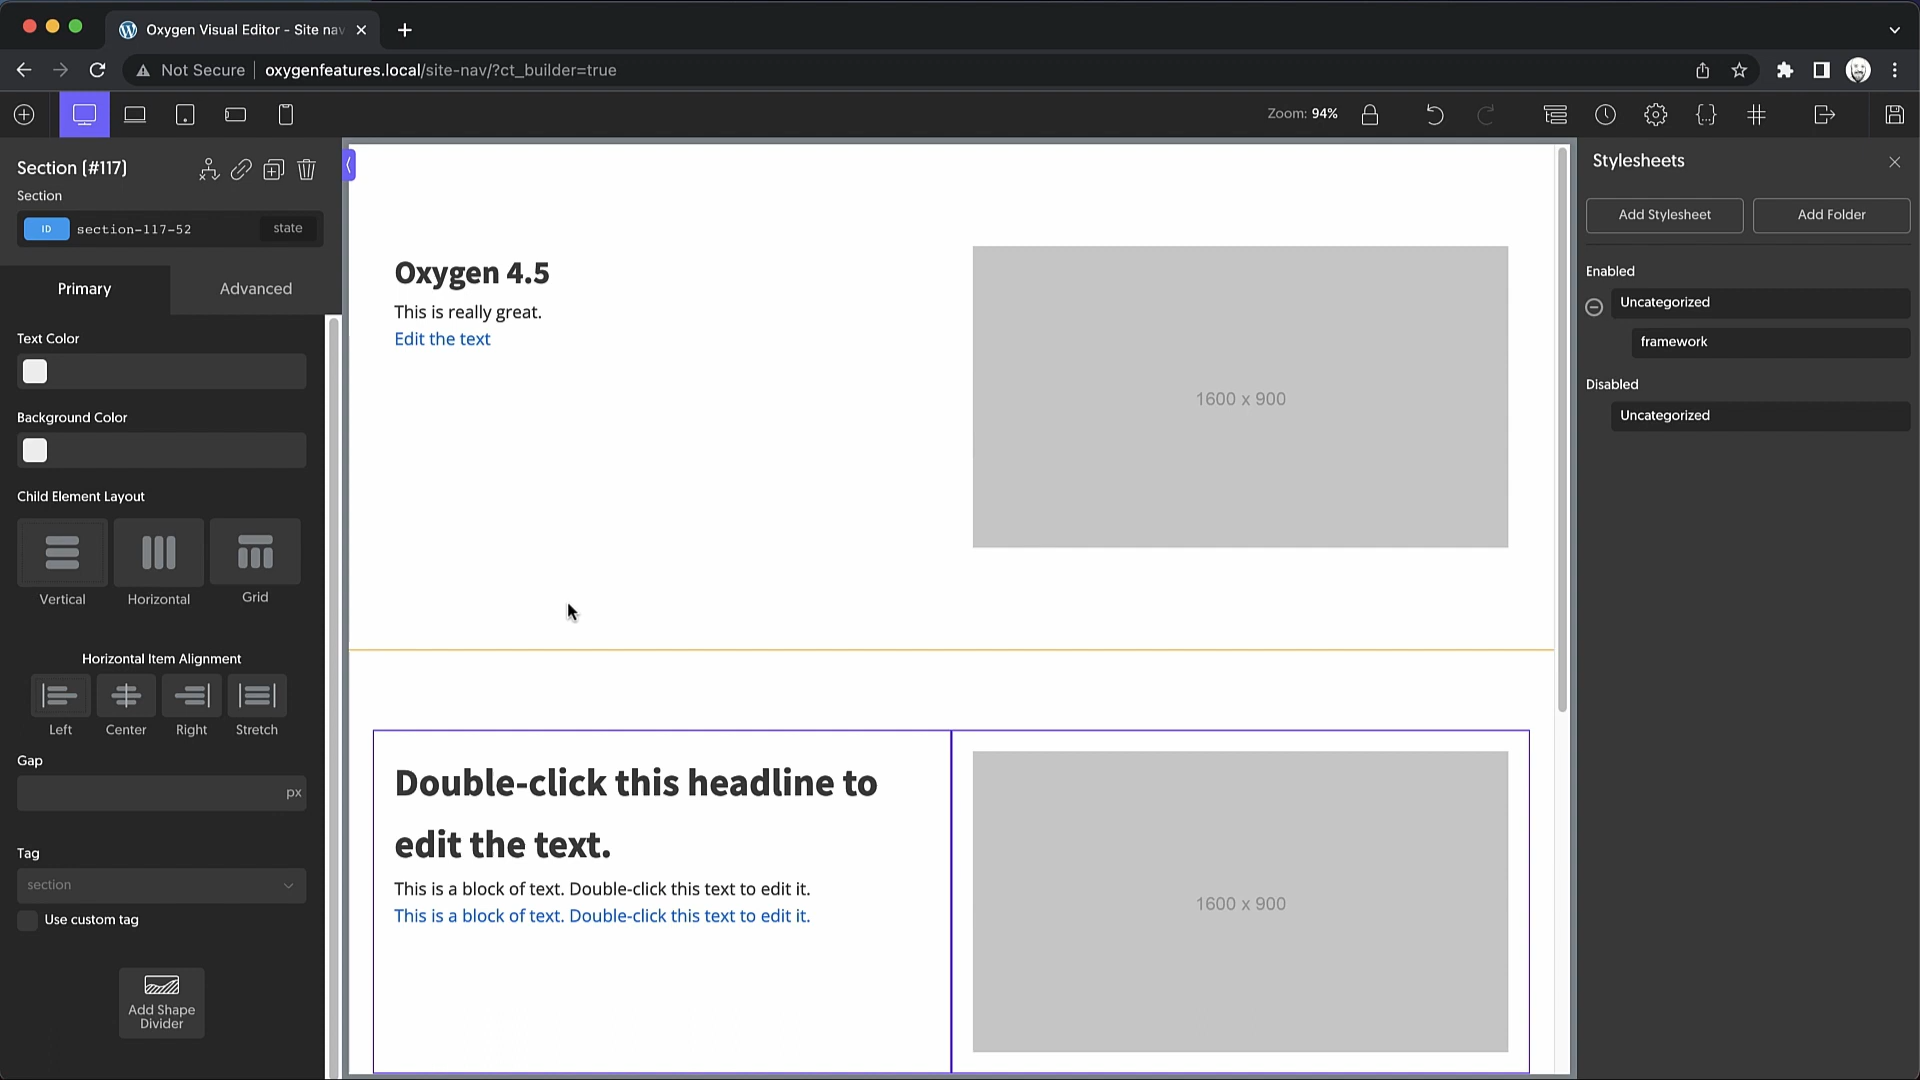 Oxygen Visual Editor - Site nav
Not Secure
oxygenfeatures.local/site-nav/?ct_builder=true
Zoom: 94%
Section (#117)
Section
ID
section-117-52
state
Primary
Advanced
Text Color
Background Color
Child Element Layout
Vertical
Horizontal
Grid
Horizontal Item Alignment
Left
Center
Right
Stretch
Gap
px
Tag
section
Use custom tag
Add Shape
Divider
Oxygen 4.5
This is really great.
Edit the text
1600 x 900
Double-click this headline to
edit the text.
This is a block of text. Double-click this text to edit it.
This is a block of text. Double-click this text to edit it.
1600 x 900
Stylesheets
Add Stylesheet
Add Folder
Enabled
Uncategorized
framework
Disabled
Uncategorized